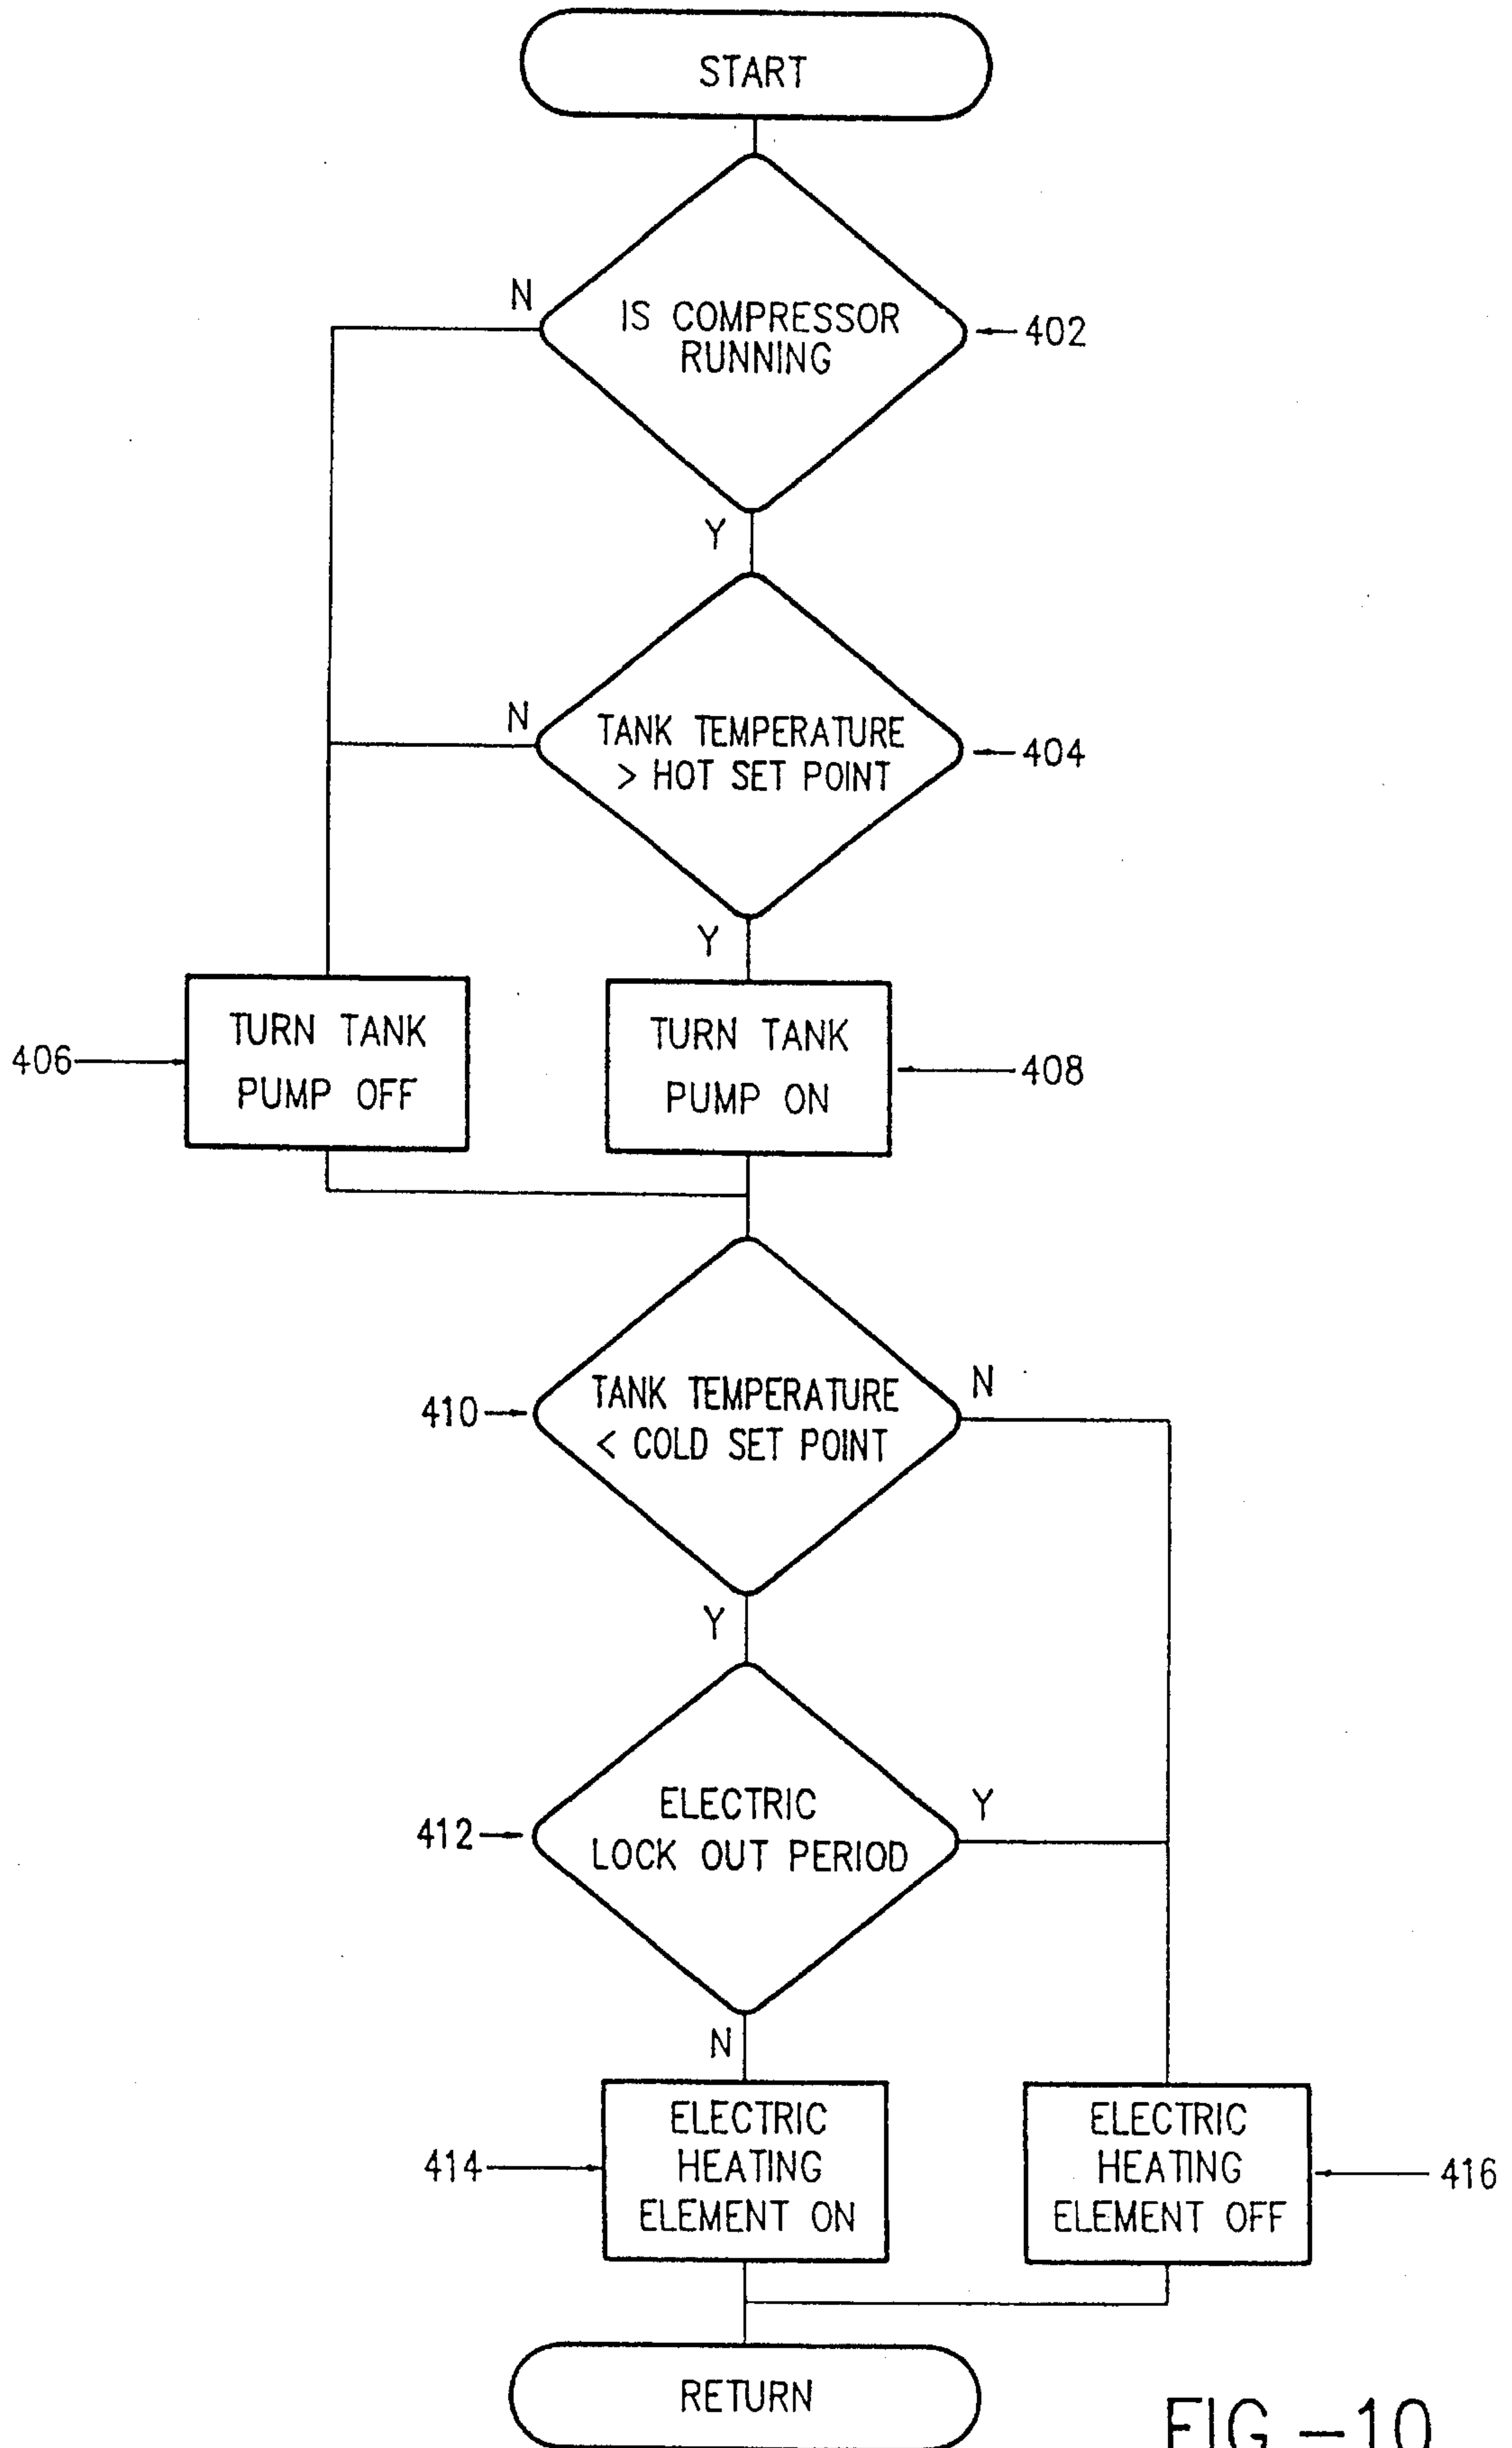 START
N
IS COMPRESSOR
RUNNING
402
Y
N
TANK TEMPERATURE
> HOT SET POINT
404
Y
406
TURN TANK
PUMP OFF
TURN TANK
PUMP ON
408
410
TANK TEMPERATURE
< COLD SET POINT
N
Y
412
ELECTRIC
LOCK OUT PERIOD
Y
N
414
ELECTRIC
HEATING
ELEMENT ON
ELECTRIC
HEATING
ELEMENT OFF
416
RETURN
FIG.-10